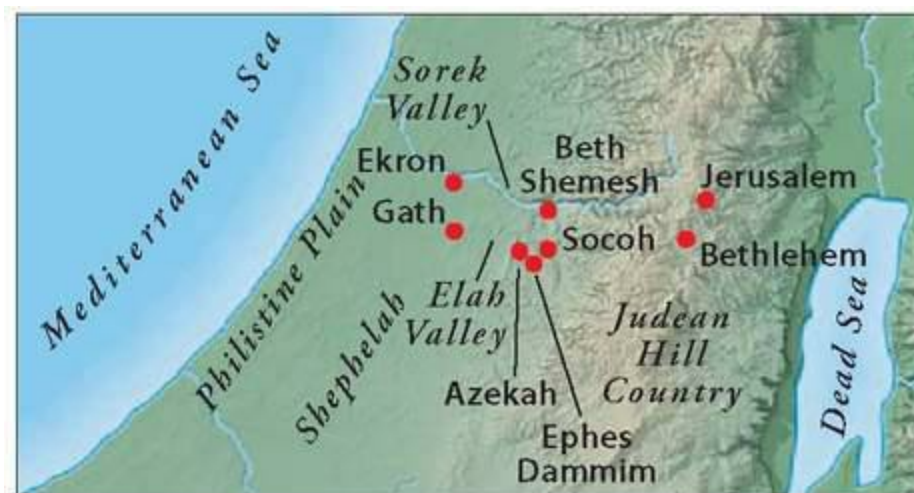 Mediterranean Sea
Philistine Plain
Shephelah
Sorek
Valley
Ekron
Gath
Beth
Shemesh
Jerusalem
Socoh
Bethlehem
Elah
Valley
Azekah
Ephes
Dammim
Judean
Hill
Country
Dead Sea